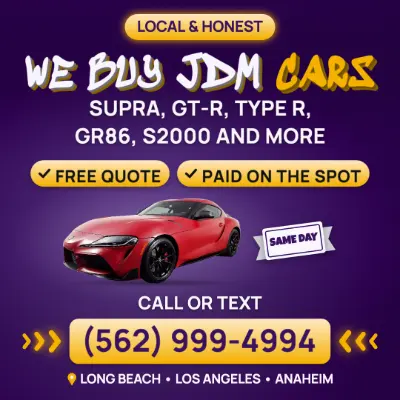 LOCAL & HONEST
WE BUY JDM CARS
SUPRA, GT-R, TYPE R,
GR86, S2000 AND MORE
✓ FREE QUOTE ✓ PAID ON THE SPOT
SAME DAY
CALL OR TEXT
(562) 999-4994
LONG BEACH • LOS ANGELES • ANAHEIM